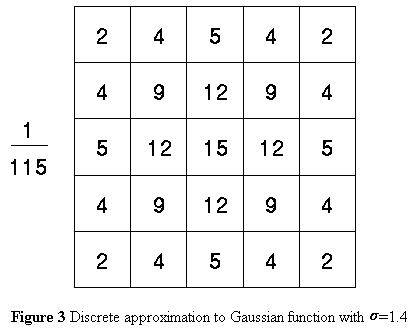 2 4 5 4 2
4 9 12 9 4
1
115
5 12 15 12 5
4 9 12 9 4
2 4 5 4 2
Figure 3 Discrete approximation to Gaussian function with σ=1.4